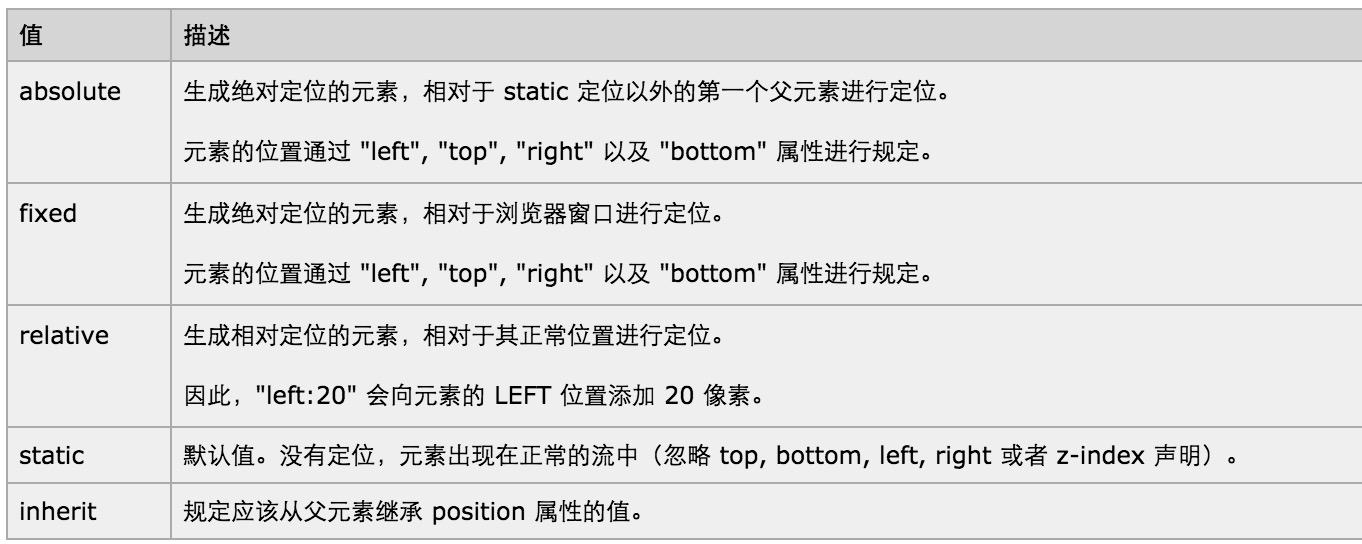 值 描述
absolute 生成绝对定位的元素，相对于 static 定位以外的第一个父元素进行定位。
元素的位置通过 "left", "top", "right" 以及 "bottom" 属性进行规定。
fixed 生成绝对定位的元素，相对于浏览器窗口进行定位。
元素的位置通过 "left", "top", "right" 以及 "bottom" 属性进行规定。
relative 生成相对定位的元素，相对于其正常位置进行定位。
因此，"left:20" 会向元素的 LEFT 位置添加 20 像素。
static 默认值。没有定位，元素出现在正常的流中（忽略 top, bottom, left, right 或者 z-index 声明）。
inherit 规定应该从父元素继承 position 属性的值。